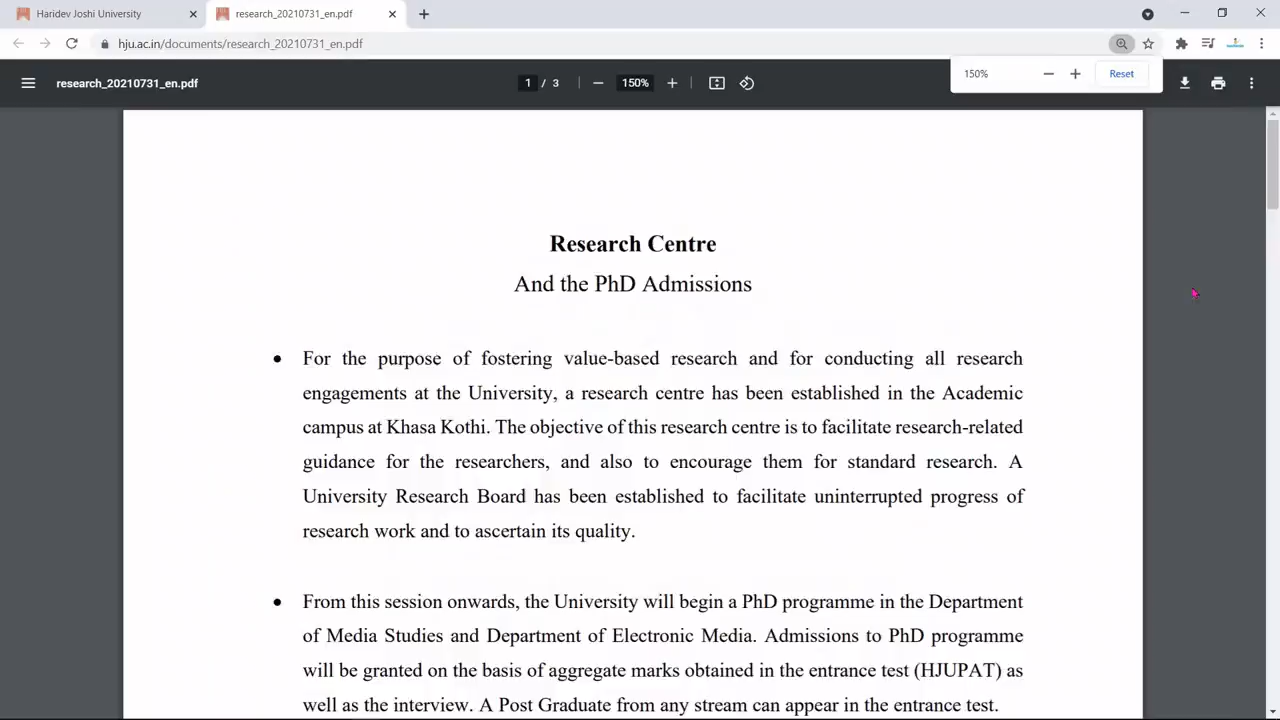 Haridev Joshi University
research_20210731_en.pdf
hju.ac.in/documents/research_20210731_en.pdf
research_20210731_en.pdf
1 / 3
150%
150%
Reset
Research Centre
And the PhD Admissions
• For the purpose of fostering value-based research and for conducting all research
engagements at the University, a research centre has been established in the Academic
campus at Khasa Kothi. The objective of this research centre is to facilitate research-related
guidance for the researchers, and also to encourage them for standard research. A
University Research Board has been established to facilitate uninterrupted progress of
research work and to ascertain its quality.
• From this session onwards, the University will begin a PhD programme in the Department
of Media Studies and Department of Electronic Media. Admissions to PhD programme
will be granted on the basis of aggregate marks obtained in the entrance test (HJUPAT) as
well as the interview. A Post Graduate from any stream can appear in the entrance test.